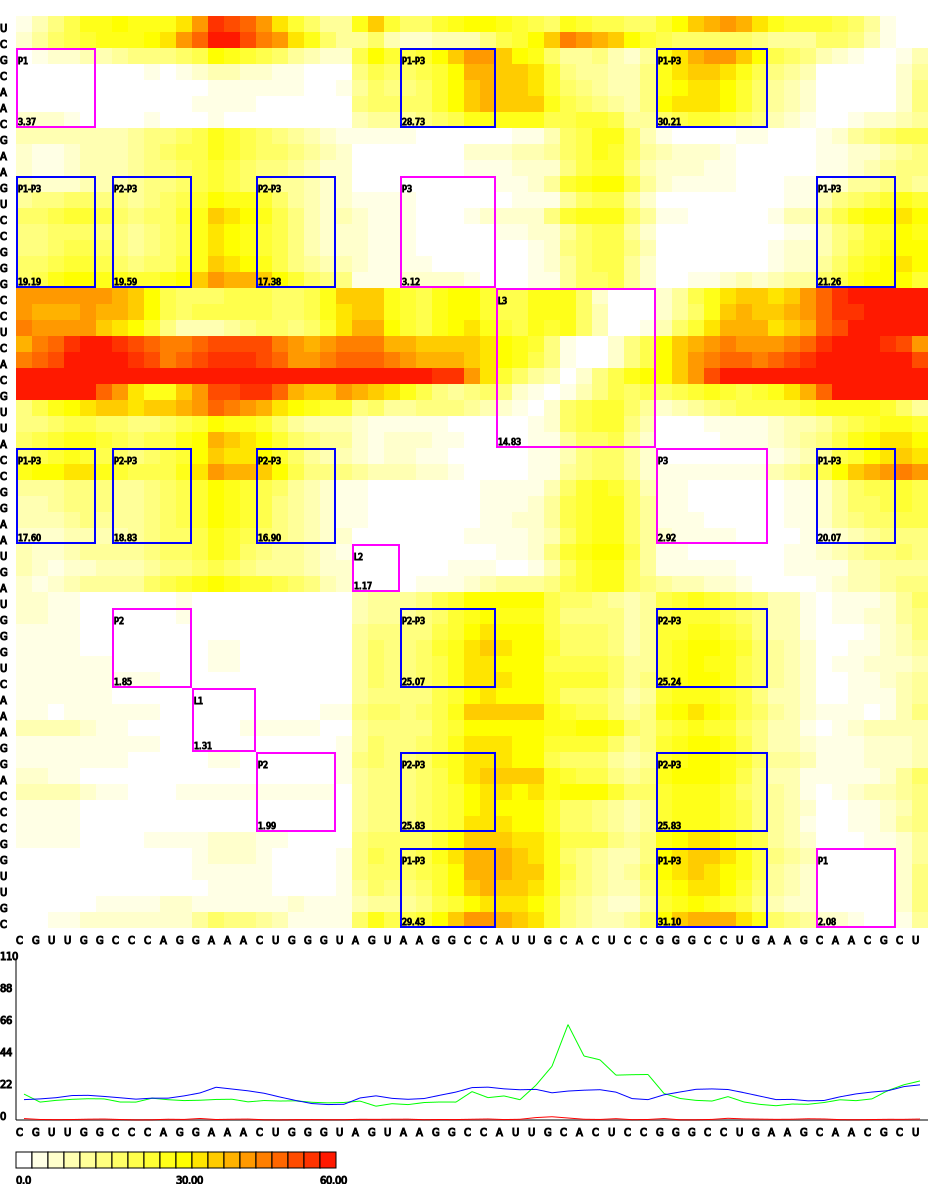 U
C
G P1 P1-P3 P1-P3
C
A
A
C 3.37 28.73 30.21
G
A
A
G P1-P3 P2-P3 P2-P3 P3 P1-P3
U
C
C
G
G
G 19.19 19.59 17.38 3.12 21.26
C L3
C
U
C
A
C
G
U
U
A 14.83
C P1-P3 P2-P3 P2-P3 P3 P1-P3
C
G
G
A
A 17.60 18.83 16.90 2.92 20.07
U L2
G
A 1.17
U
G P2 P2-P3 P2-P3
G
G
U
C 1.85 25.07 25.24
A L1
A
A
G 1.31
G P2 P2-P3 P2-P3
A
C
C
C 1.99 25.83 25.83
G
G P1-P3 P1-P3 P1
U
U
G
C 29.43 31.10 2.08
C G U U G G C C C A G G A A A C U G G G U A G U A A G G C C A U U G C A C U C C G G G C C U G A A G C A A C G C U
110
88
66
44
22
0
C G U U G G C C C A G G A A A C U G G G U A G U A A G G C C A U U G C A C U C C G G G C C U G A A G C A A C G C U
0.0 30.00 60.00